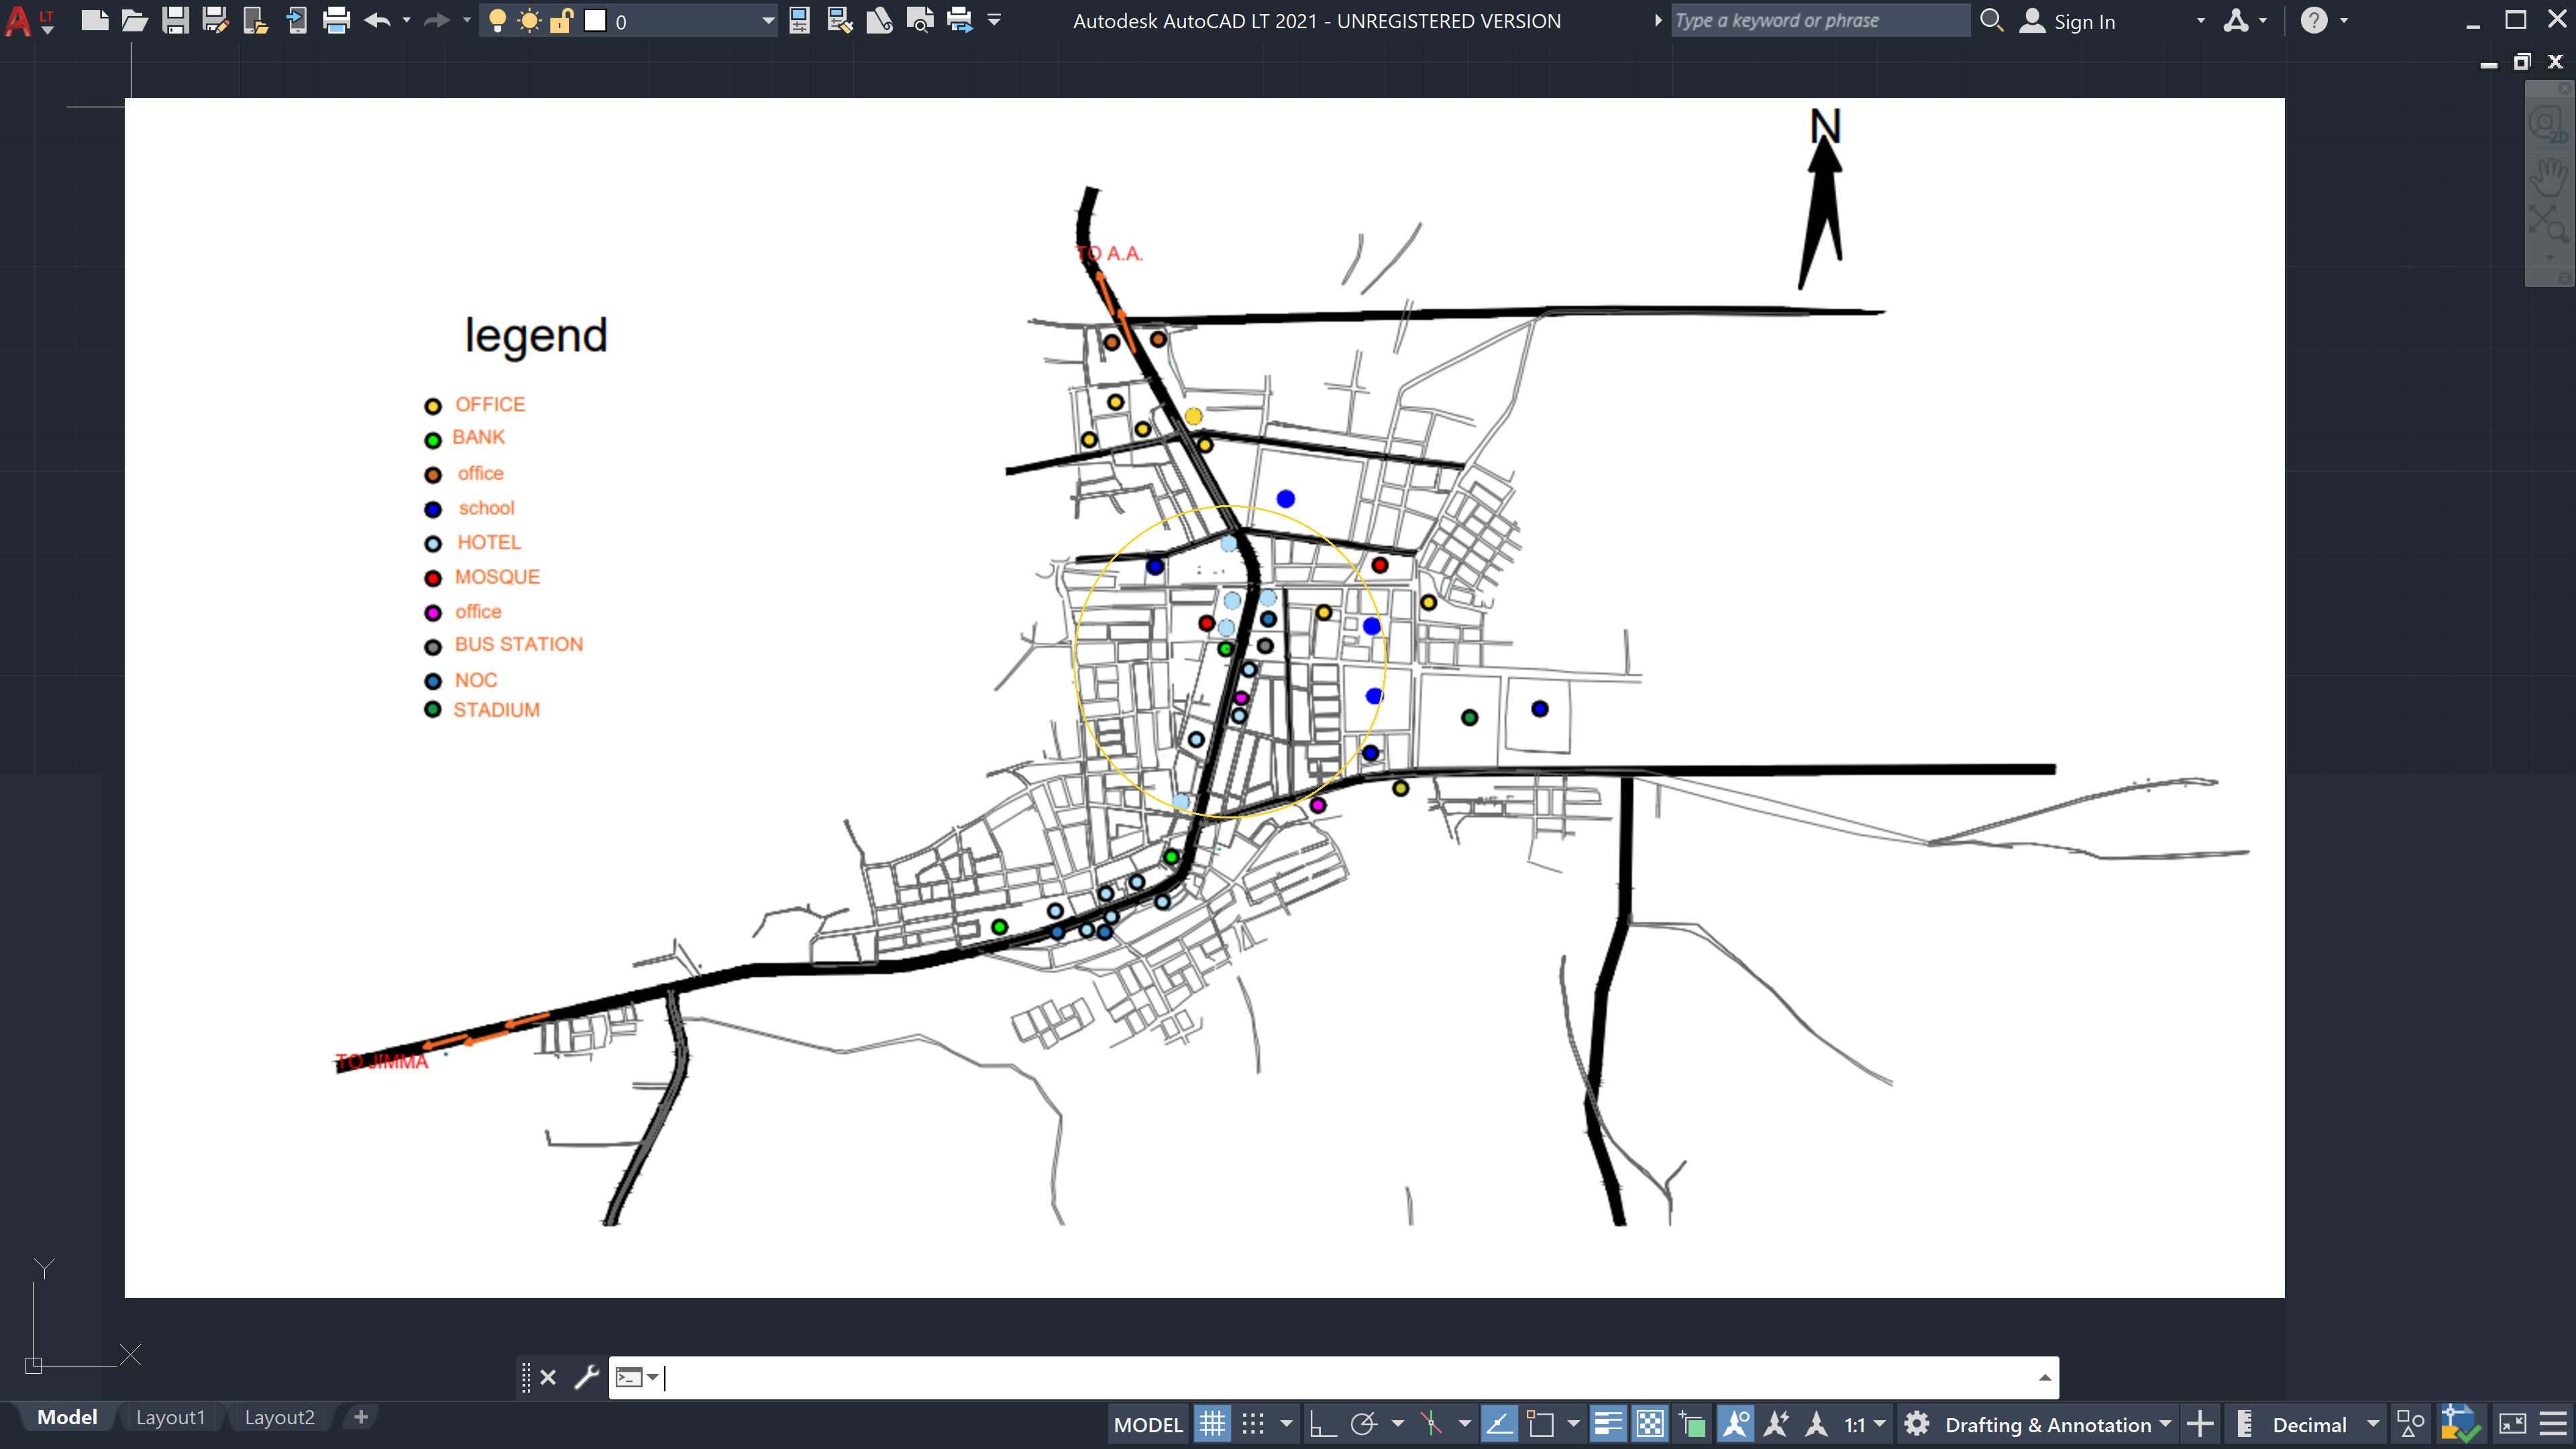 LT
0
Autodesk AutoCAD LT 2021 - UNREGISTERED VERSION
Type a keyword or phrase
Sign In
N
2D
TO A.A.
legend
OFFICE
BANK
office
school
HOTEL
MOSQUE
office
BUS STATION
NOC
STADIUM
TO JIMMA
Y
X
Model
Layout1
Layout2
MODEL
1:1
Drafting & Annotation
Decimal